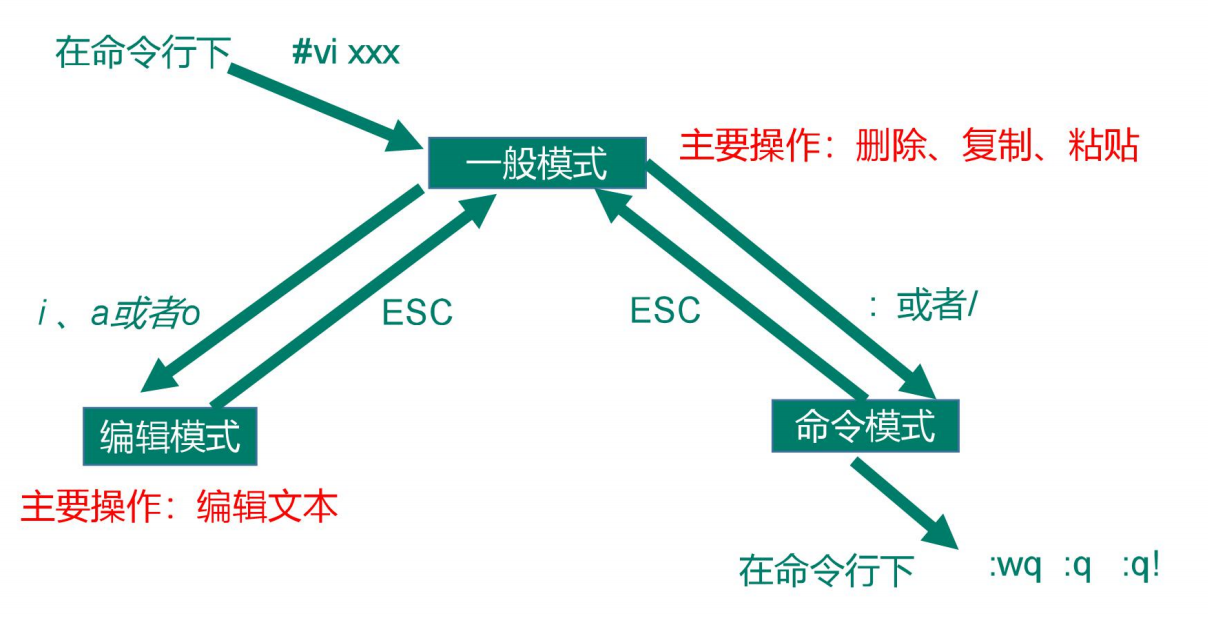 在命令行下 #vi xxx
主要操作：删除、复制、粘贴
一般模式
i、a或者o
ESC
ESC
: 或者/
编辑模式
命令模式
主要操作：编辑文本
在命令行下 :wq :q :q!